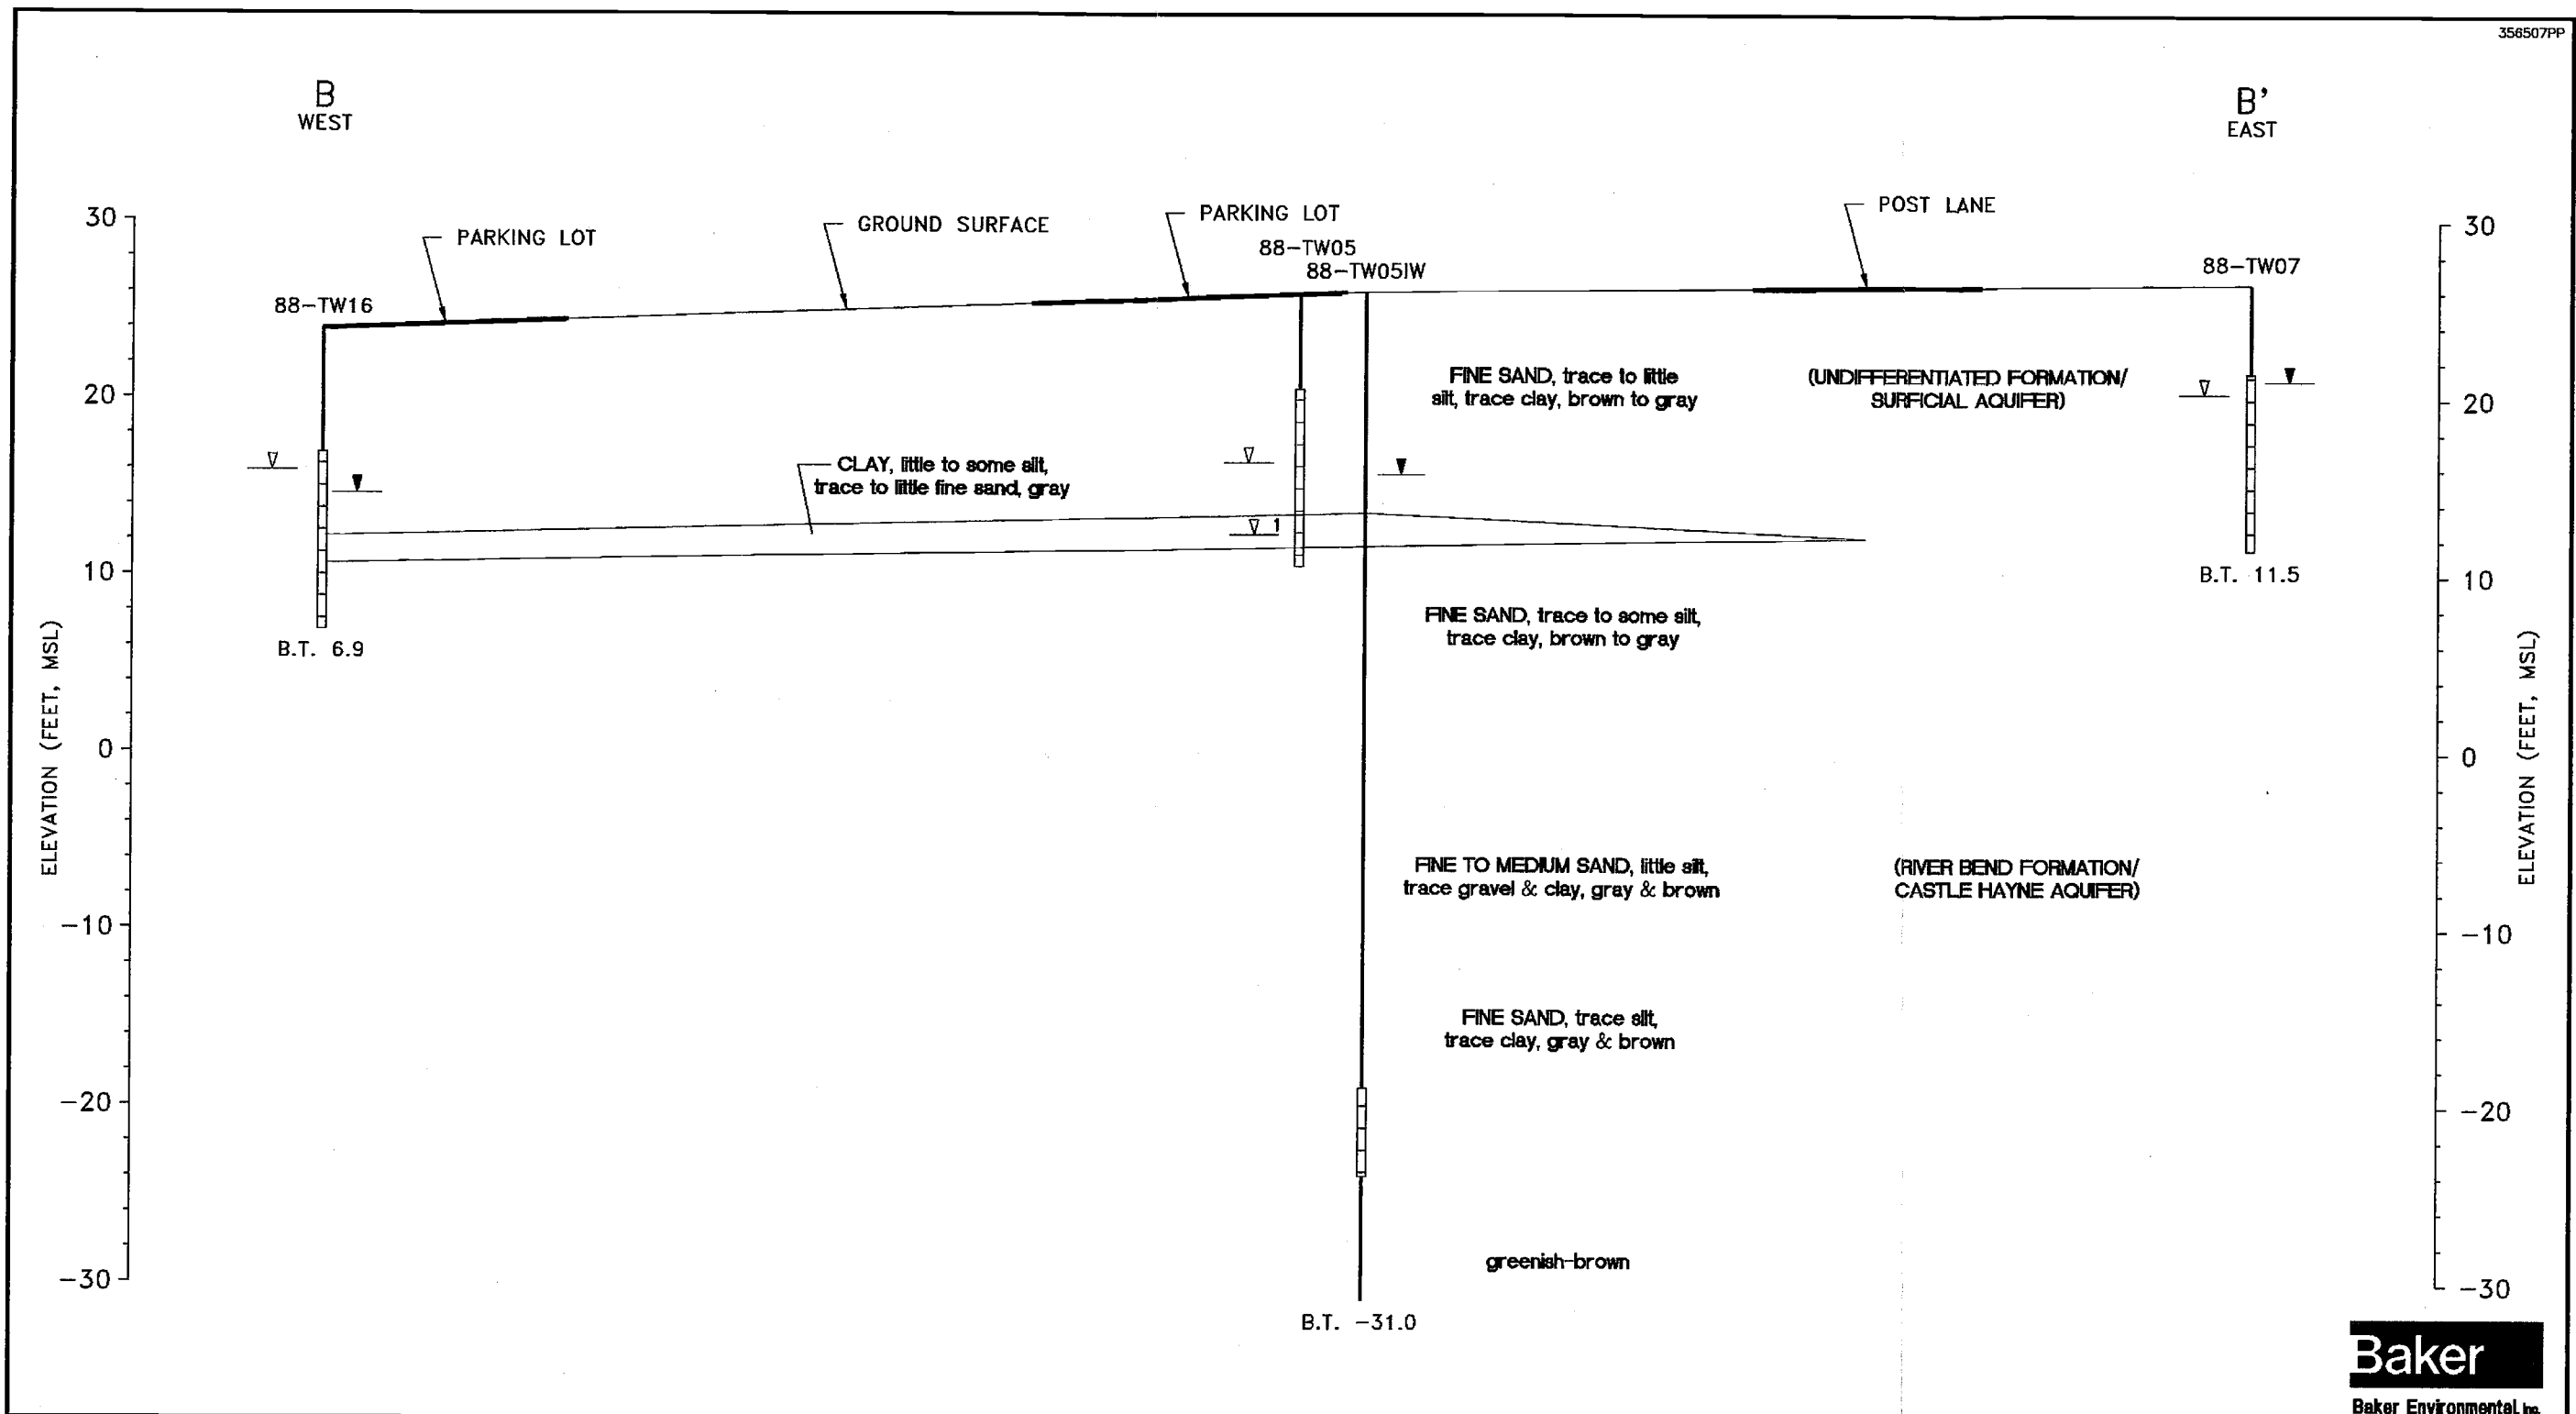 356507PP
B
WEST
B'
EAST
PARKING LOT
GROUND SURFACE
PARKING LOT
POST LANE
88-TW16
88-TW05
88-TW05IW
88-TW07
30
20
10
0
-10
-20
-30
ELEVATION (FEET, MSL)
FINE SAND, trace to little
silt, trace clay, brown to gray
(UNDIFFERENTIATED FORMATION/
SURFICIAL AQUIFER)
CLAY, little to some silt,
trace to little fine sand, gray
1
B.T. 6.9
B.T. 11.5
FINE SAND, trace to some silt,
trace clay, brown to gray
FINE TO MEDIUM SAND, little silt,
trace gravel & clay, gray & brown
(RIVER BEND FORMATION/
CASTLE HAYNE AQUIFER)
FINE SAND, trace silt,
trace clay, gray & brown
greenish-brown
B.T. -31.0
30
20
10
0
-10
-20
-30
ELEVATION (FEET, MSL)
Baker
Baker Environmental, Inc.